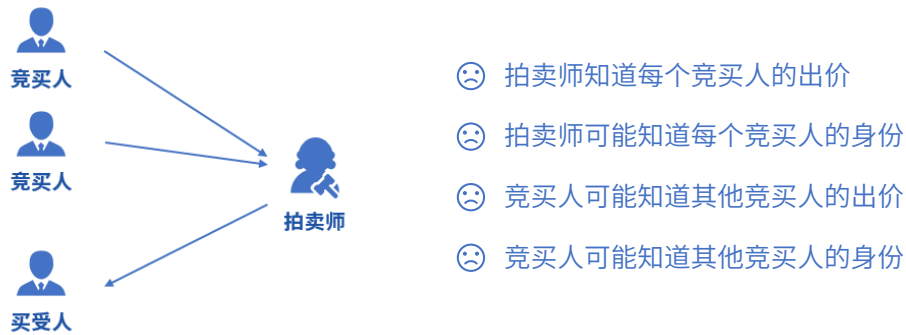 竞买人
竞买人
拍卖师
买受人
拍卖师知道每个竞买人的出价
拍卖师可能知道每个竞买人的身份
竞买人可能知道其他竞买人的出价
竞买人可能知道其他竞买人的身份